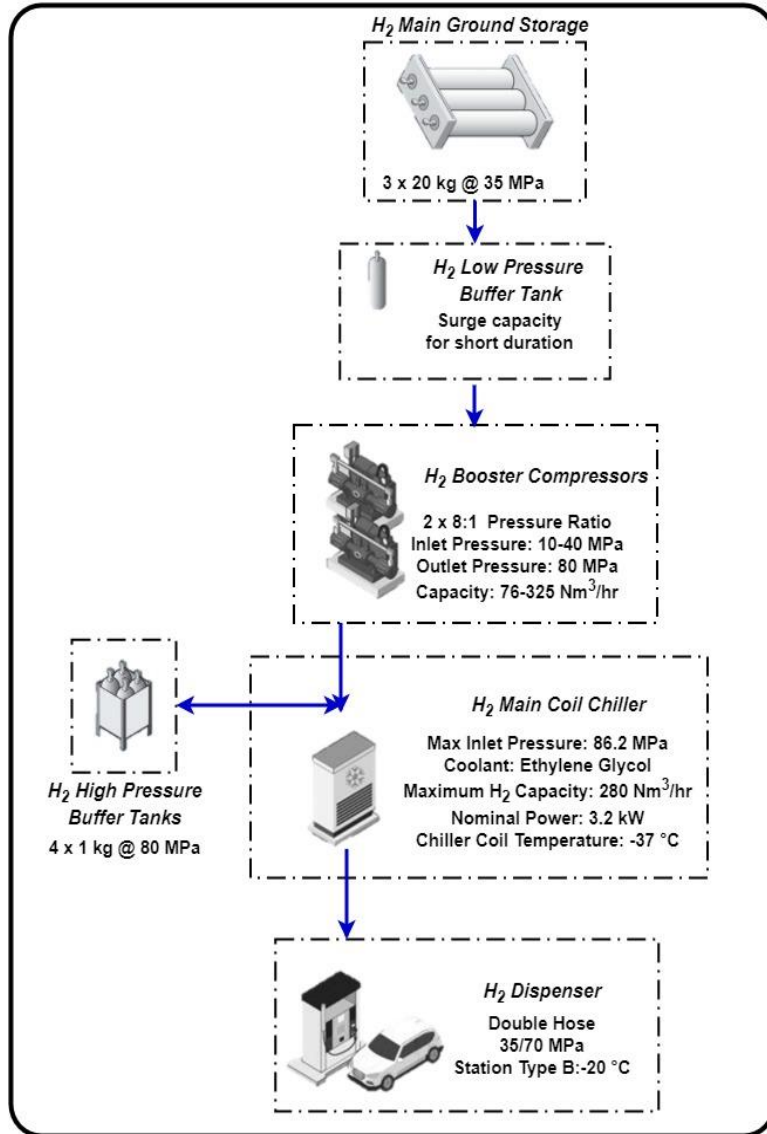 H2 Main Ground Storage
3 x 20 kg @ 35 MPa
H2 Low Pressure
Buffer Tank
Surge capacity
for short duration
H2 Booster Compressors
2 x 8:1 Pressure Ratio
Inlet Pressure: 10-40 MPa
Outlet Pressure: 80 MPa
Capacity: 76-325 Nm3/hr
H2 High Pressure
Buffer Tanks
4 x 1 kg @ 80 MPa
H2 Main Coil Chiller
Max Inlet Pressure: 86.2 MPa
Coolant: Ethylene Glycol
Maximum H2 Capacity: 280 Nm3/hr
Nominal Power: 3.2 kW
Chiller Coil Temperature: -37 °C
H2 Dispenser
Double Hose
35/70 MPa
Station Type B:-20 °C